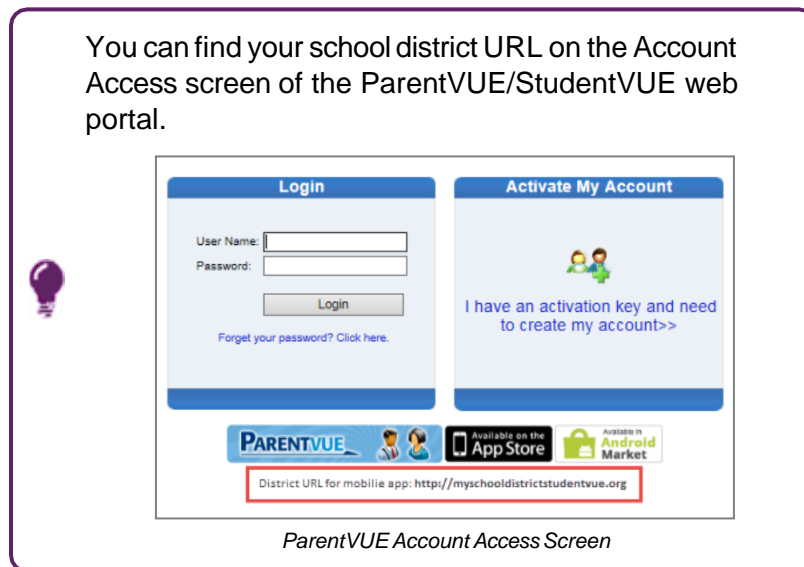 You can find your school district URL on the Account
Access screen of the ParentVUE/StudentVUE web
portal.
Login
User Name:
Password:
Login
Forget your password? Click here.
Activate My Account
I have an activation key and need
to create my account>>
PARENTVUE
Available on the
App Store
Available in
Android
Market
District URL for mobilie app: http://myschooldistrictstudentvue.org
ParentVUE Account Access Screen